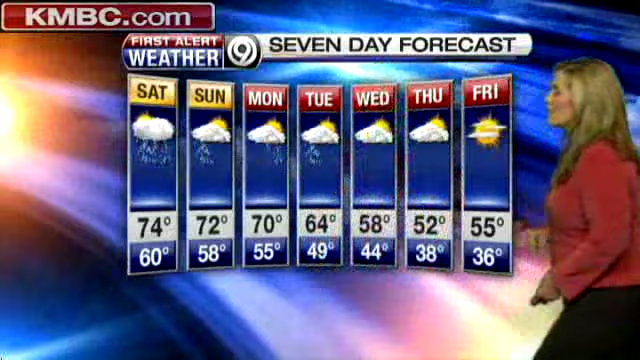 KMBC.com
FIRST ALERT
WEATHER 9
SEVEN DAY FORECAST
SAT SUN MON TUE WED THU FRI
74° 72° 70° 64° 58° 52° 55°
60° 58° 55° 49° 44° 38° 36°